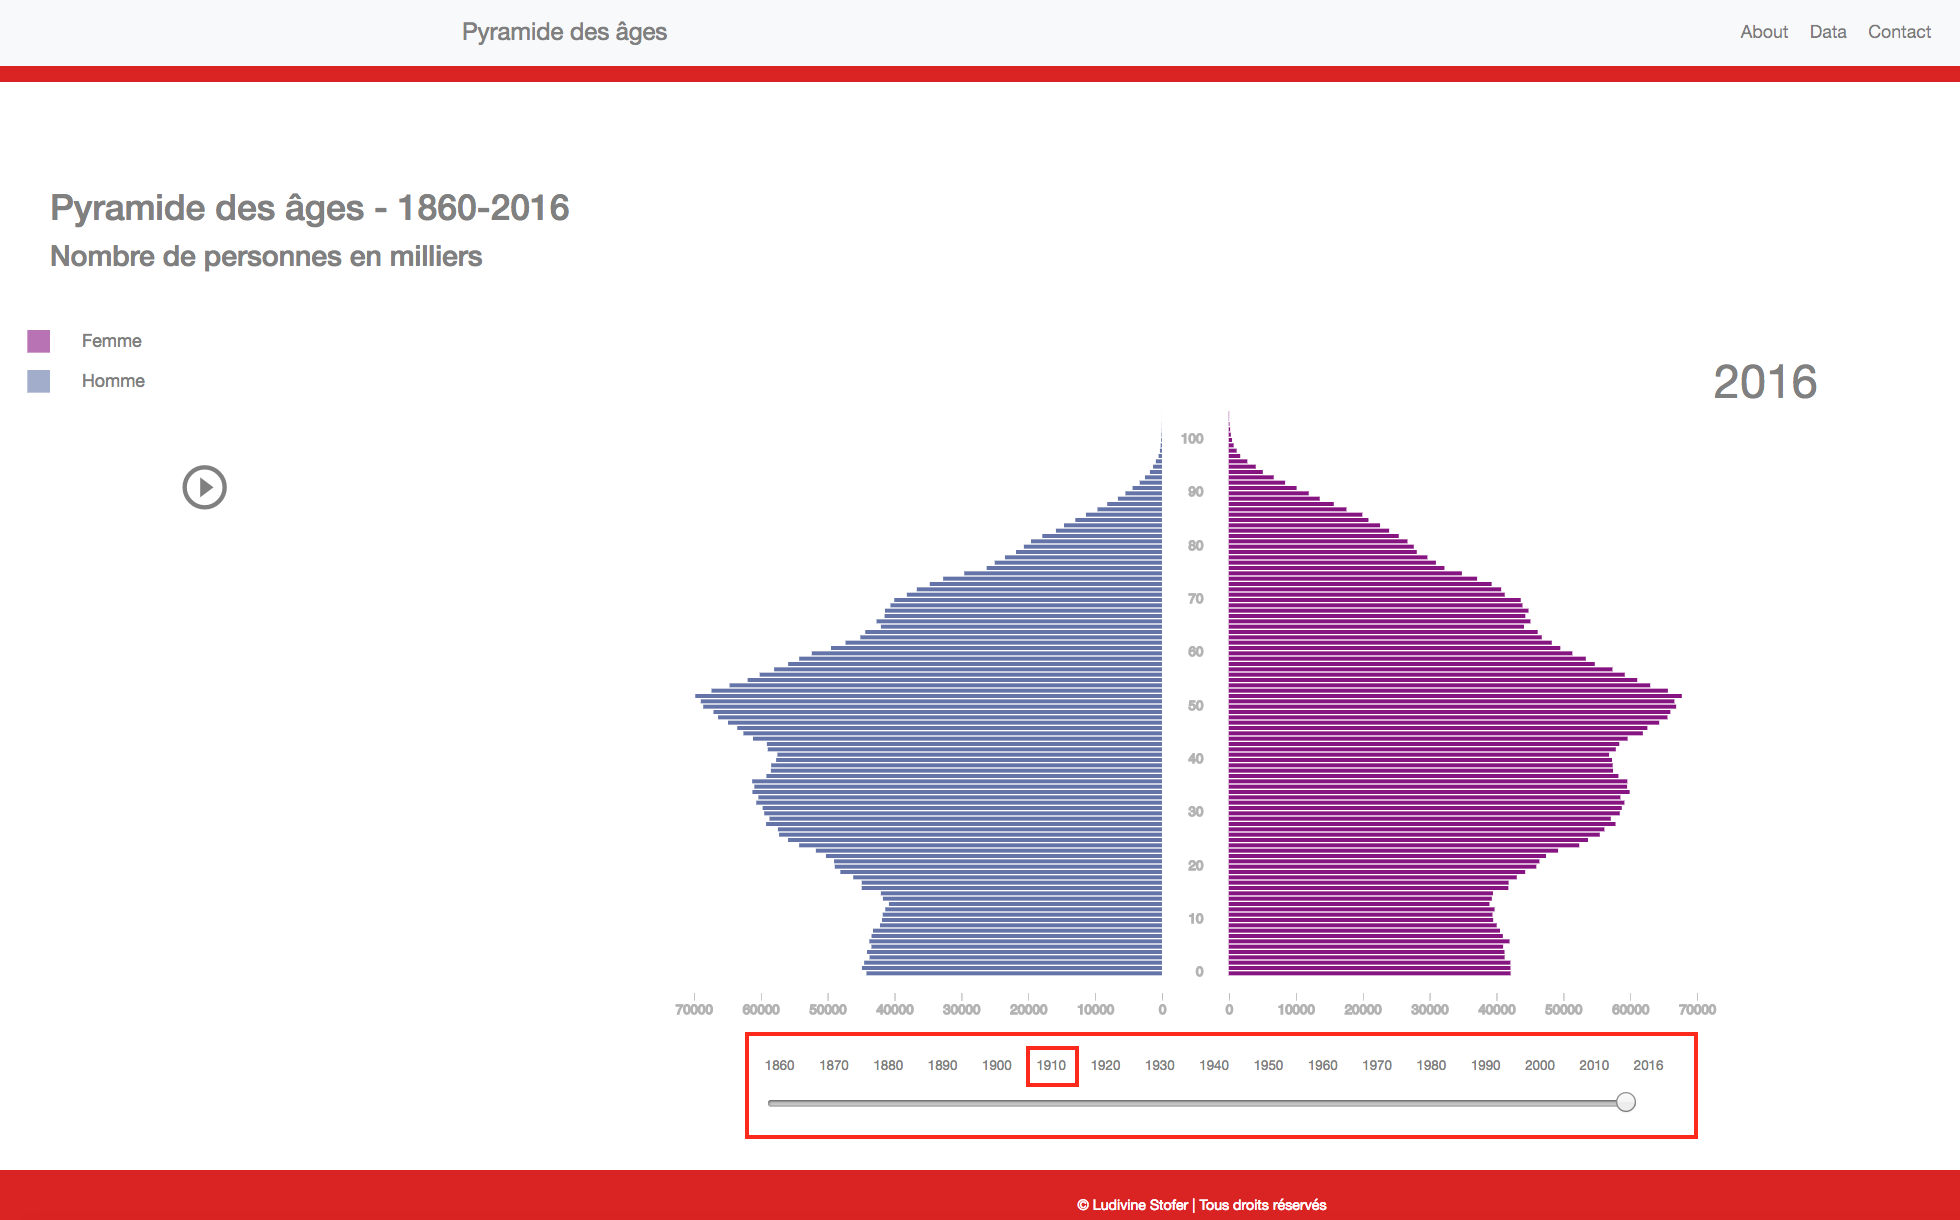 Pyramide des âges
About Data Contact
Pyramide des âges - 1860-2016
Nombre de personnes en milliers
Femme
Homme
2016
100
90
80
70
60
50
40
30
20
10
0
70000 60000 50000 40000 30000 20000 10000 0 0 10000 20000 30000 40000 50000 60000 70000
1860 1870 1880 1890 1900 1910 1920 1930 1940 1950 1960 1970 1980 1990 2000 2010 2016
© Ludivine Stofer | Tous droits réservés